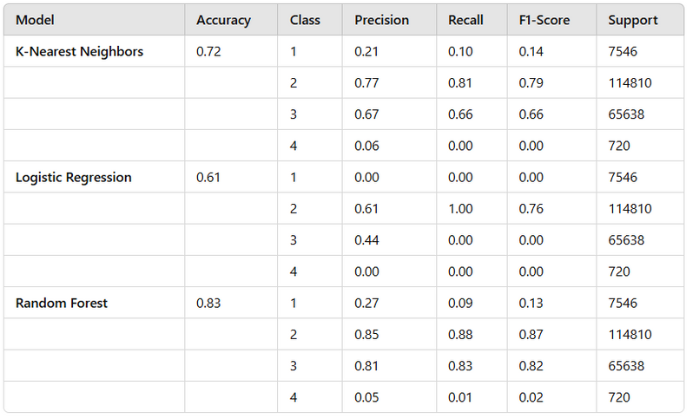 Model Accuracy Class Precision Recall F1-Score Support
K-Nearest Neighbors 0.72 1 0.21 0.10 0.14 7546
2 0.77 0.81 0.79 114810
3 0.67 0.66 0.66 65638
4 0.06 0.00 0.00 720
Logistic Regression 0.61 1 0.00 0.00 0.00 7546
2 0.61 1.00 0.76 114810
3 0.44 0.00 0.00 65638
4 0.00 0.00 0.00 720
Random Forest 0.83 1 0.27 0.09 0.13 7546
2 0.85 0.88 0.87 114810
3 0.81 0.83 0.82 65638
4 0.05 0.01 0.02 720